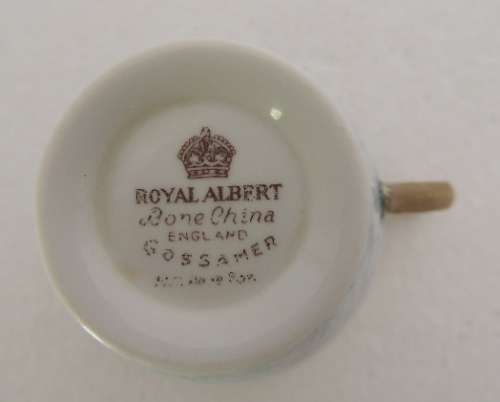 ROYAL ALBERT
Bone China
ENGLAND
GOSSAMER